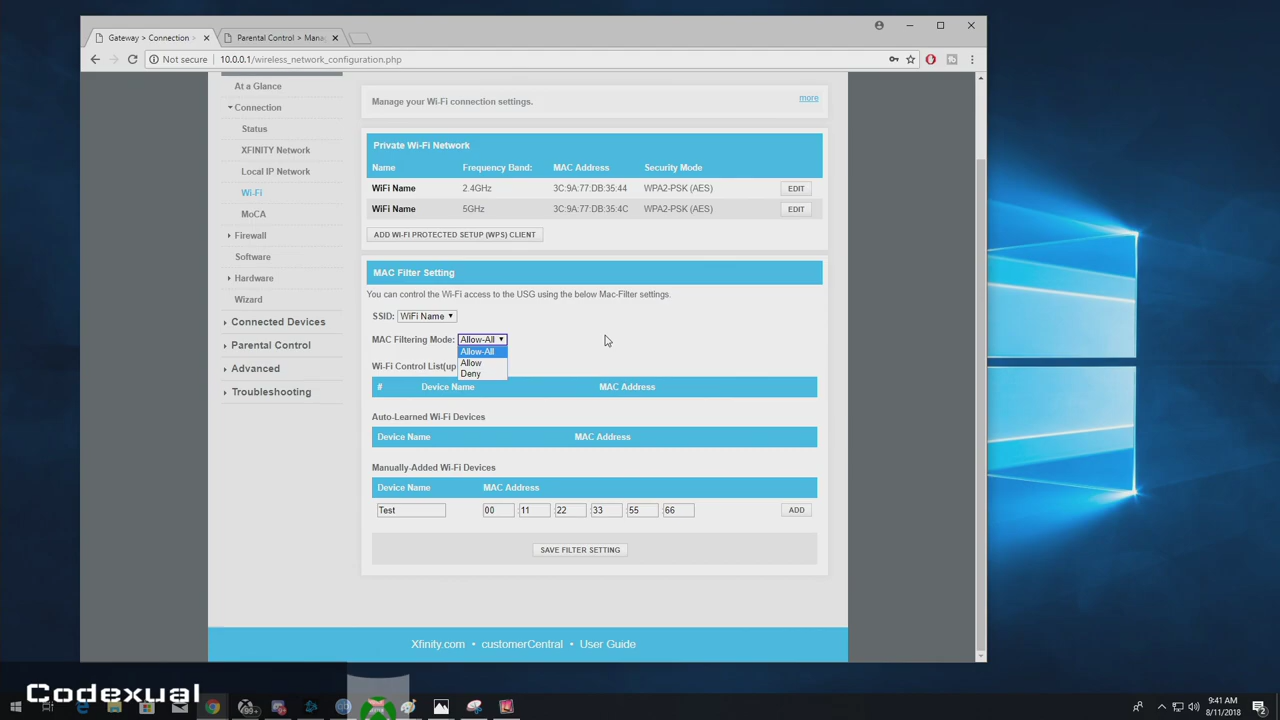 Gateway > Connection >
Parental Control > Mana
Not secure
10.0.0.1/wireless_network_configuration.php
At a Glance
Connection
Status
XFINITY Network
Local IP Network
Wi-Fi
MoCA
Firewall
Software
Hardware
Wizard
Connected Devices
Parental Control
Advanced
Troubleshooting
Manage your Wi-Fi connection settings.
more
Private Wi-Fi Network
Name Frequency Band: MAC Address Security Mode
WiFi Name 2.4GHz 3C:9A:77:DB:35:44 WPA2-PSK (AES) EDIT
WiFi Name 5GHz 3C:9A:77:DB:35:4C WPA2-PSK (AES) EDIT
ADD WI-FI PROTECTED SETUP (WPS) CLIENT
MAC Filter Setting
You can control the Wi-Fi access to the USG using the below Mac-Filter settings.
SSID: WiFi Name
MAC Filtering Mode: Allow-All
Allow-All
Allow
Deny
Wi-Fi Control List(up
# Device Name MAC Address
Auto-Learned Wi-Fi Devices
Device Name MAC Address
Manually-Added Wi-Fi Devices
Device Name MAC Address
Test 00 : 11 : 22 : 33 : 55 : 66 ADD
SAVE FILTER SETTING
Xfinity.com • customerCentral • User Guide
Codexual
99+
9:41 AM
8/11/2018
2